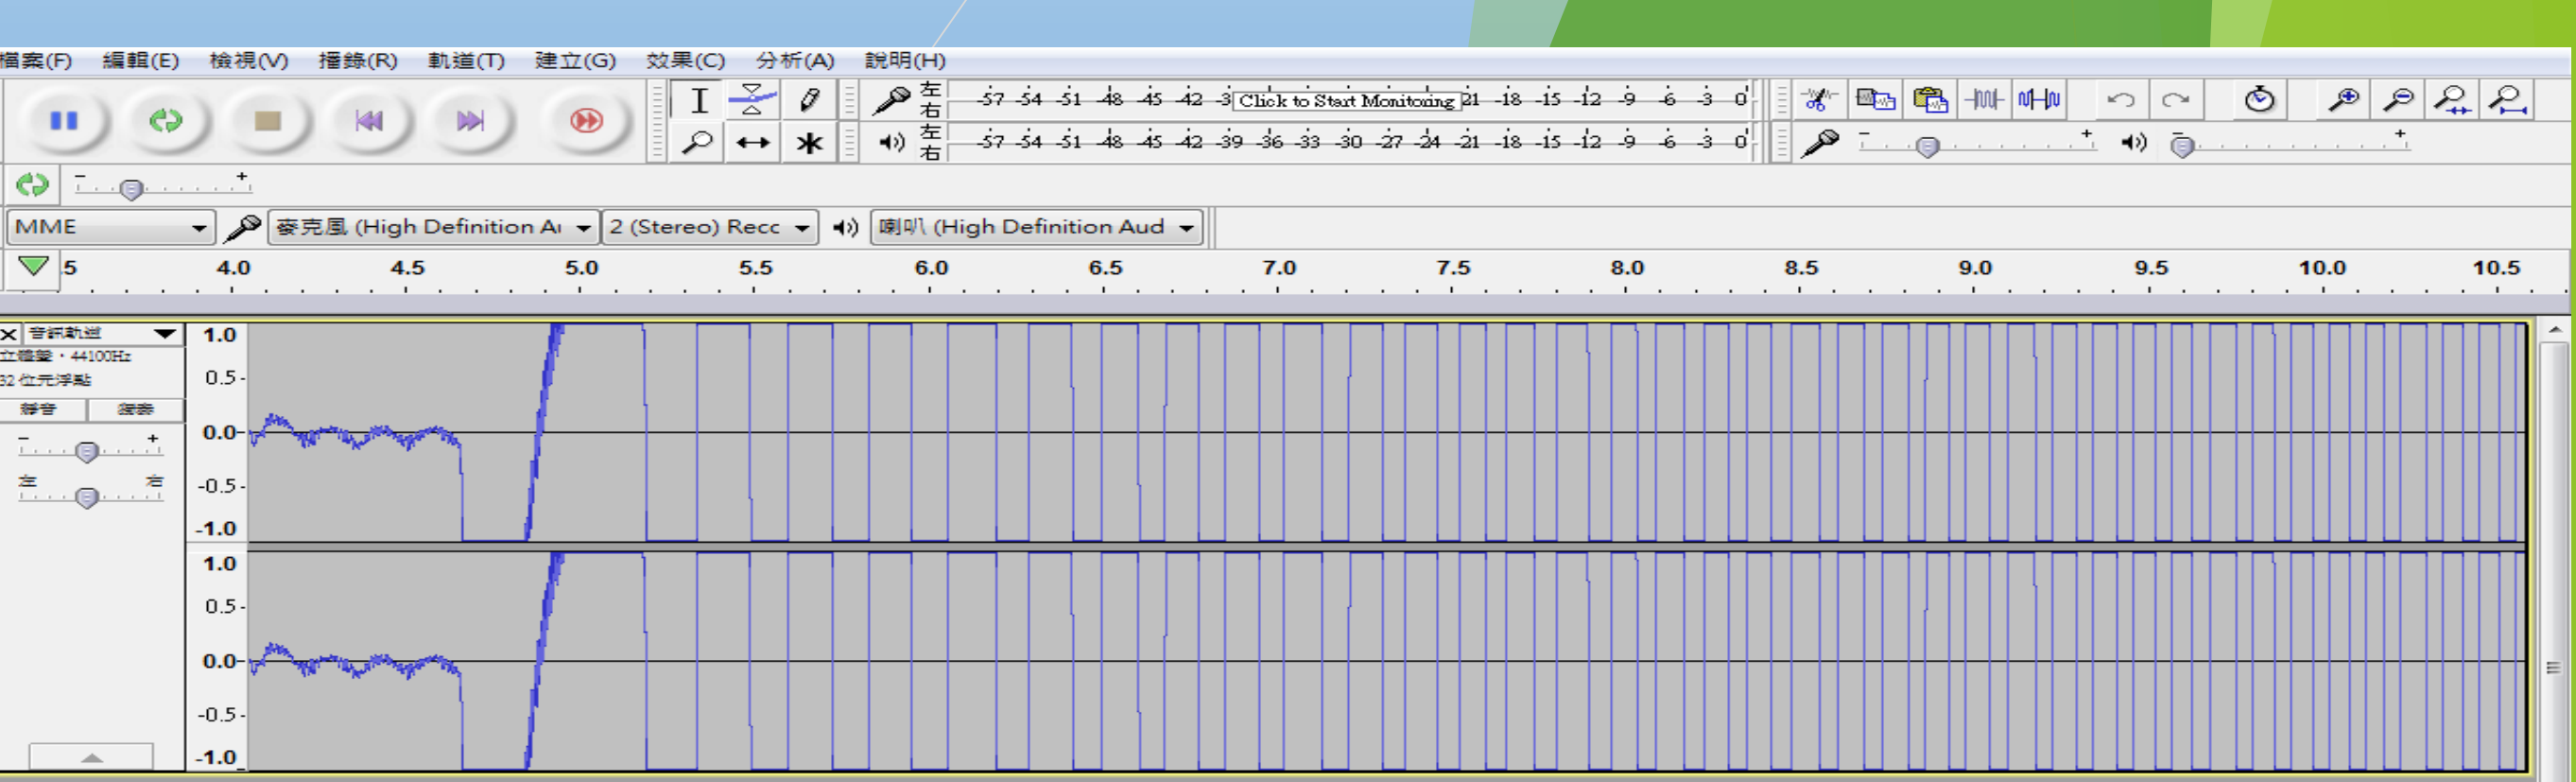 檔案(F) 編輯(E) 檢視(V) 播錄(R) 軌道(T) 建立(G) 效果(C) 分析(A) 說明(H)
左 右 -57 -54 -51 -48 -45 -42 -3 Click to Start Monitoring 21 -18 -15 -12 -9 -6 -3 0
左 右 -57 -54 -51 -48 -45 -42 -39 -36 -33 -30 -27 -24 -21 -18 -15 -12 -9 -6 -3 0
- +
- +
- +
MME 麥克風 (High Definition Au 2 (Stereo) Recc 喇叭 (High Definition Aud
.5 4.0 4.5 5.0 5.5 6.0 6.5 7.0 7.5 8.0 8.5 9.0 9.5 10.0 10.5
X 音訊軌道
立體聲，44100Hz
32 位元浮點
靜音 獨奏
- +
左 右
1.0
0.5
0.0
-0.5
-1.0
1.0
0.5
0.0
-0.5
-1.0